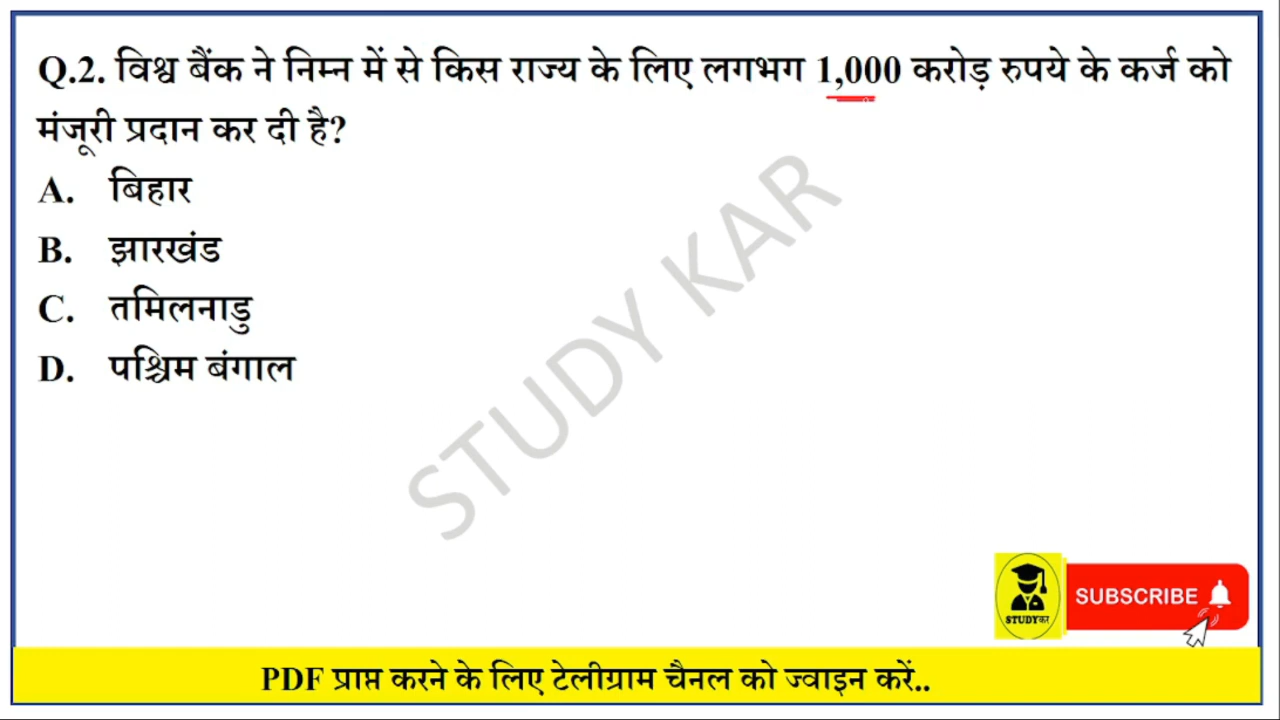 Q.2. विश्व बैंक ने निम्न में से किस राज्य के लिए लगभग 1,000 करोड़ रुपये के कर्ज को
मंजूरी प्रदान कर दी है?
A. बिहार
B. झारखंड
C. तमिलनाडु
D. पश्चिम बंगाल
STUDY KAR
STUDYकर
SUBSCRIBE
PDF प्राप्त करने के लिए टेलीग्राम चैनल को ज्वाइन करें..